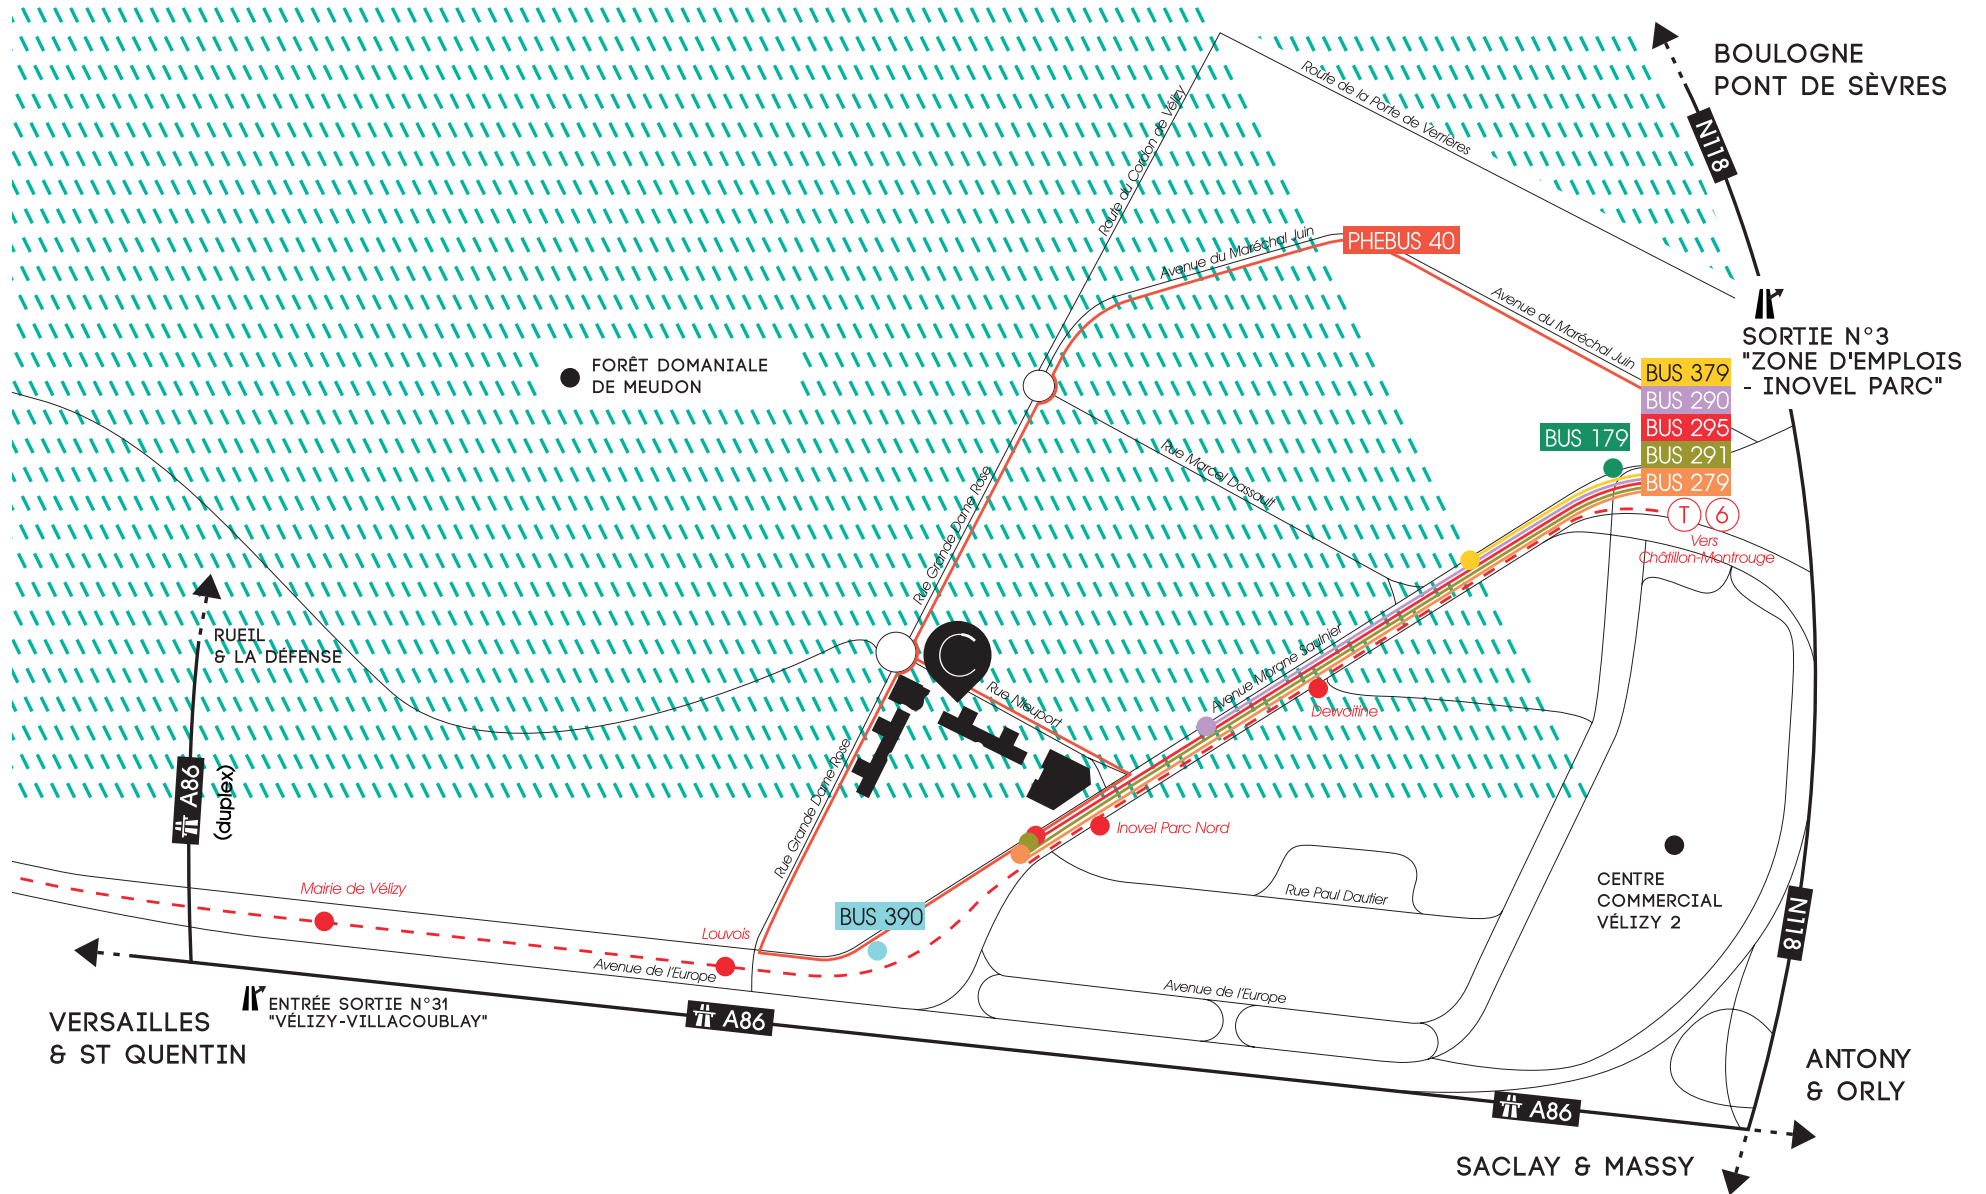 BOULOGNE
PONT DE SÈVRES
N118
Route de la Porte de Verrières
Route du Cordon de Vélizy
Avenue du Maréchal Juin
PHEBUS 40
Avenue du Maréchal Juin
SORTIE N°3
"ZONE D'EMPLOIS
- INOVEL PARC"
FORÊT DOMANIALE
DE MEUDON
BUS 379
BUS 290
BUS 295
BUS 291
BUS 279
BUS 179
T 6
Vers
Châtillon-Montrouge
Rue Marcel Dassault
Rue Grande Dame Rose
RUEIL
& LA DÉFENSE
Avenue Morane Saulnier
Rue Nieuport
Dewoitine
A86
(duplex)
Rue Grande Dame Rose
Inovel Parc Nord
Mairie de Vélizy
Rue Paul Dautier
CENTRE
COMMERCIAL
VÉLIZY 2
N118
BUS 390
Louvois
Avenue de l'Europe
Avenue de l'Europe
ENTRÉE SORTIE N°31
"VÉLIZY-VILLACOUBLAY"
VERSAILLES
& ST QUENTIN
A86
ANTONY
& ORLY
A86
SACLAY & MASSY